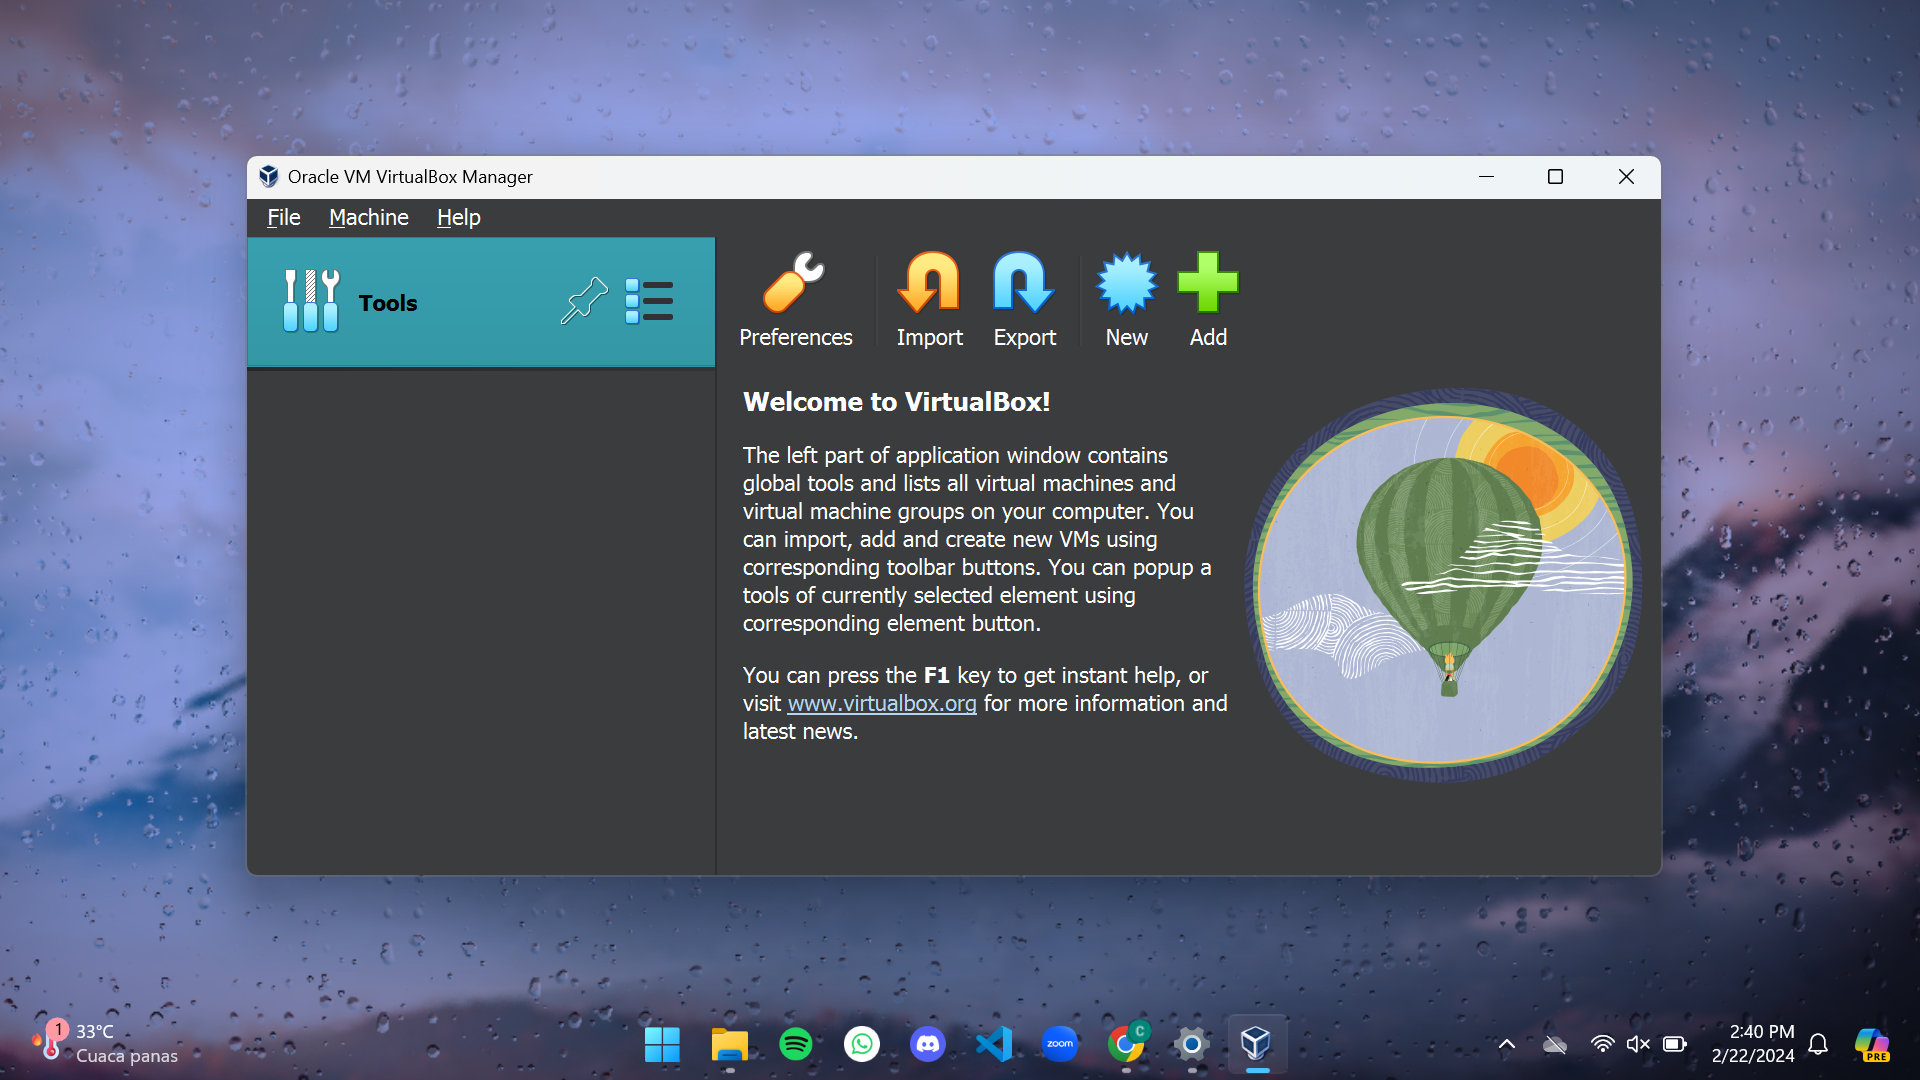 Oracle VM VirtualBox Manager
File Machine Help
Tools
Preferences Import Export New Add
Welcome to VirtualBox!
The left part of application window contains
global tools and lists all virtual machines and
virtual machine groups on your computer. You
can import, add and create new VMs using
corresponding toolbar buttons. You can popup a
tools of currently selected element using
corresponding element button.
You can press the F1 key to get instant help, or
visit www.virtualbox.org for more information and
latest news.
1
33°C
Cuaca panas
zoom
C
2:40 PM
2/22/2024
PRE